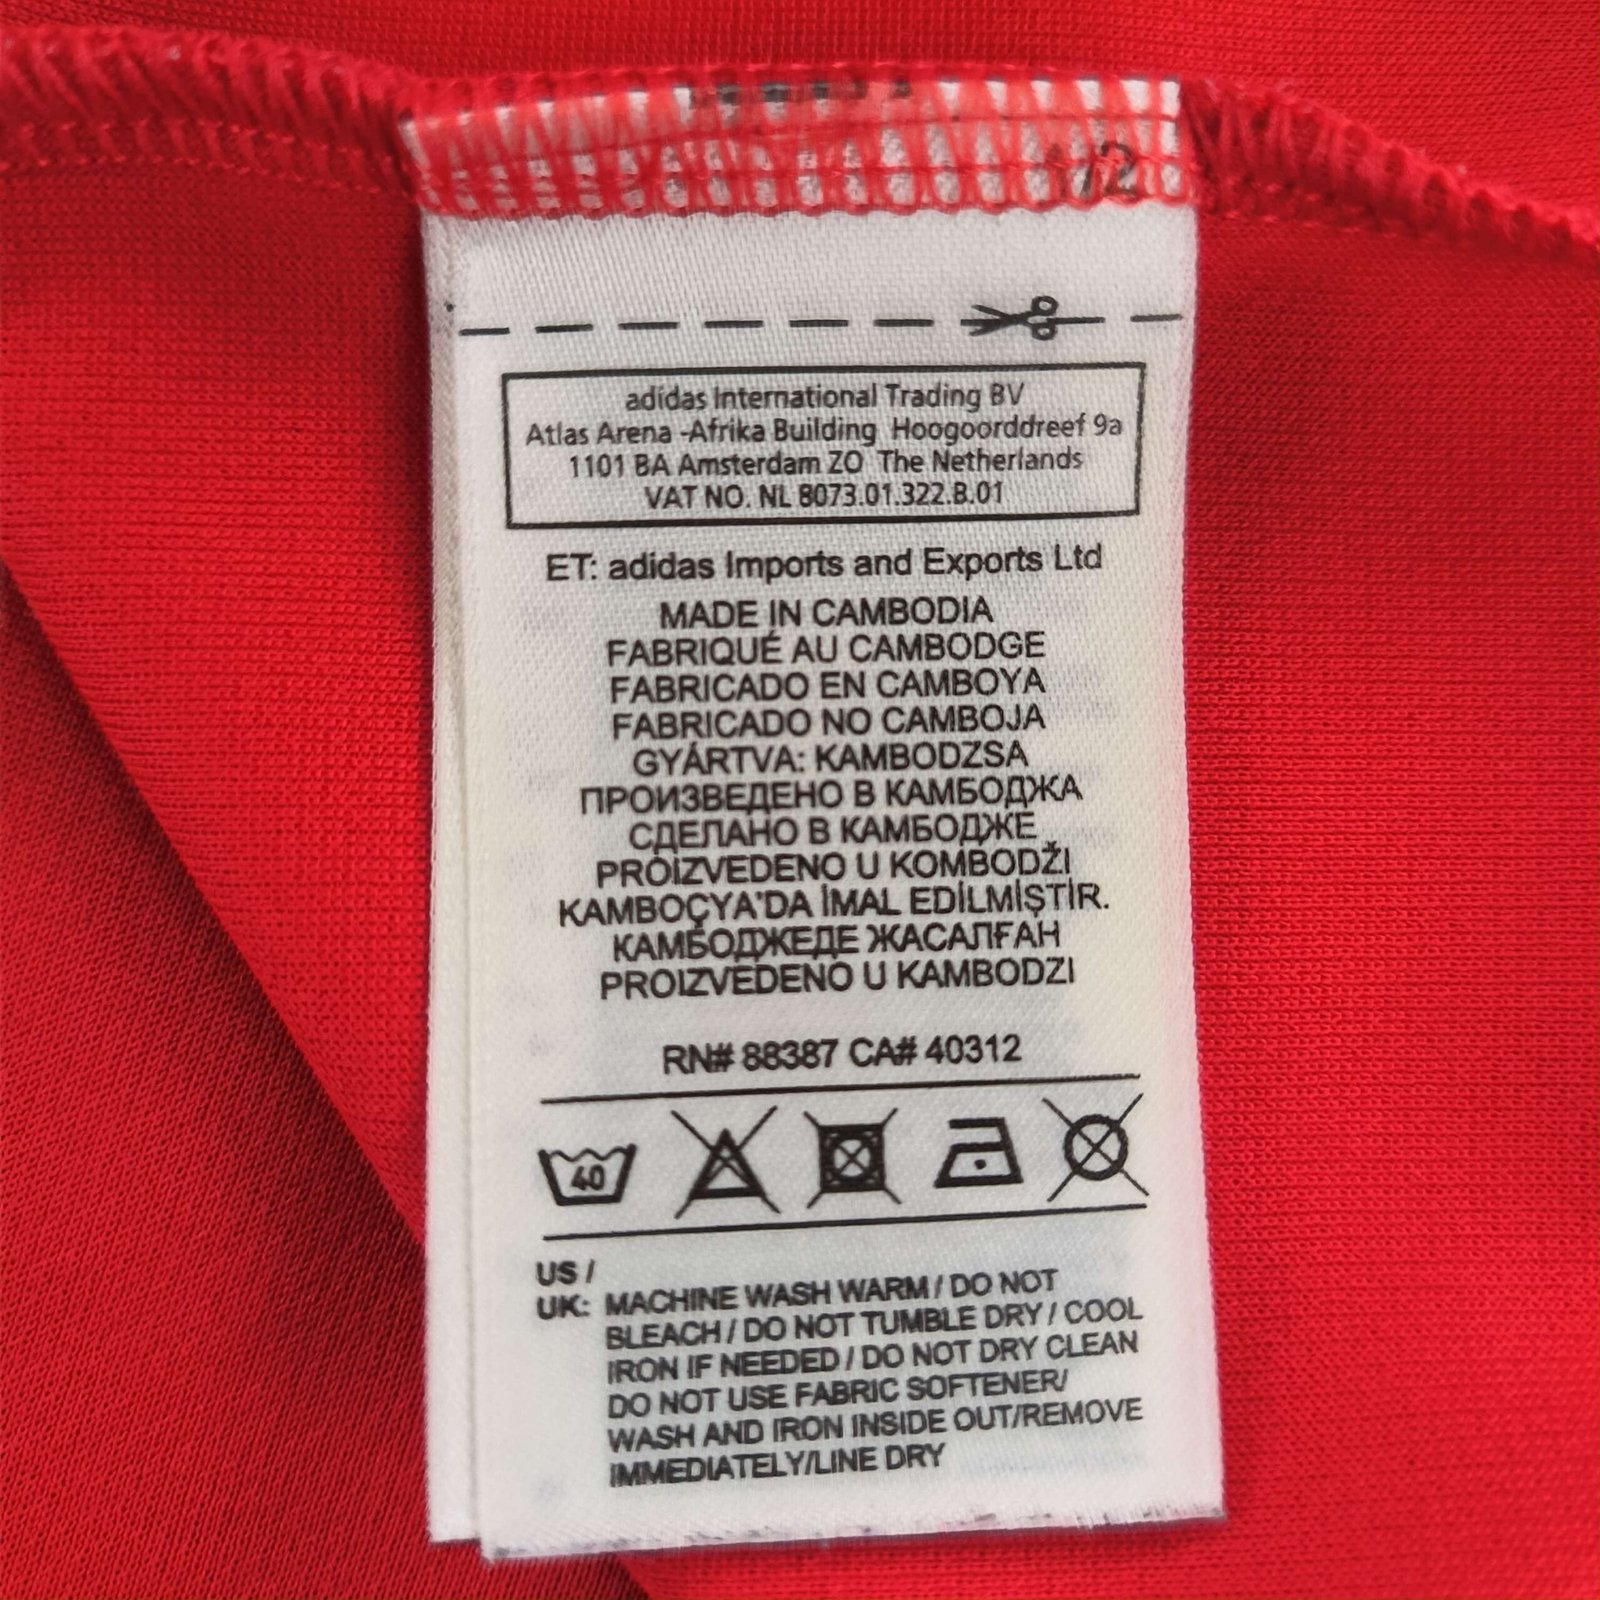 1/2
adidas International Trading BV
Atlas Arena -Afrika Building Hoogoorddreef 9a
1101 BA Amsterdam ZO The Netherlands
VAT NO. NL 8073.01.322.B.01
ET: adidas Imports and Exports Ltd
MADE IN CAMBODIA
FABRIQUÉ AU CAMBODGE
FABRICADO EN CAMBOYA
FABRICADO NO CAMBOJA
GYÁRTVA: KAMBODZSA
ПРОИЗВЕДЕНО В КАМБОДЖА
СДЕЛАНО В КАМБОДЖЕ
PROIZVEDENO U KOMBODŽI
KAMBOÇYA'DA İMAL EDİLMİŞTİR.
КАМБОДЖЕДЕ ЖАСАЛҒАН
PROIZVEDENO U KAMBODZI
RN# 88387 CA# 40312
40
US /
UK: MACHINE WASH WARM / DO NOT
BLEACH / DO NOT TUMBLE DRY / COOL
IRON IF NEEDED / DO NOT DRY CLEAN
DO NOT USE FABRIC SOFTENER/
WASH AND IRON INSIDE OUT/REMOVE
IMMEDIATELY/LINE DRY